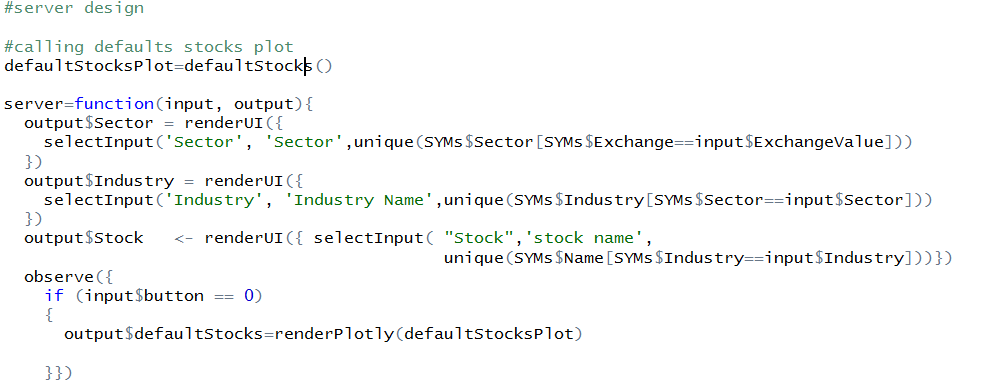 #server design
#calling defaults stocks plot
defaultStocksPlot=defaultStocks()
server=function(input, output){
  output$Sector = renderUI({
    selectInput('Sector', 'Sector',unique(SYMs$Sector[SYMs$Exchange==input$ExchangeValue]))
  })
  output$Industry = renderUI({
    selectInput('Industry', 'Industry Name',unique(SYMs$Industry[SYMs$Sector==input$Sector]))
  })
  output$Stock   <- renderUI({ selectInput( "Stock",'stock name',
                                            unique(SYMs$Name[SYMs$Industry==input$Industry]))})
  observe({
    if (input$button == 0)
    {
      output$defaultStocks=renderPlotly(defaultStocksPlot)
    }})